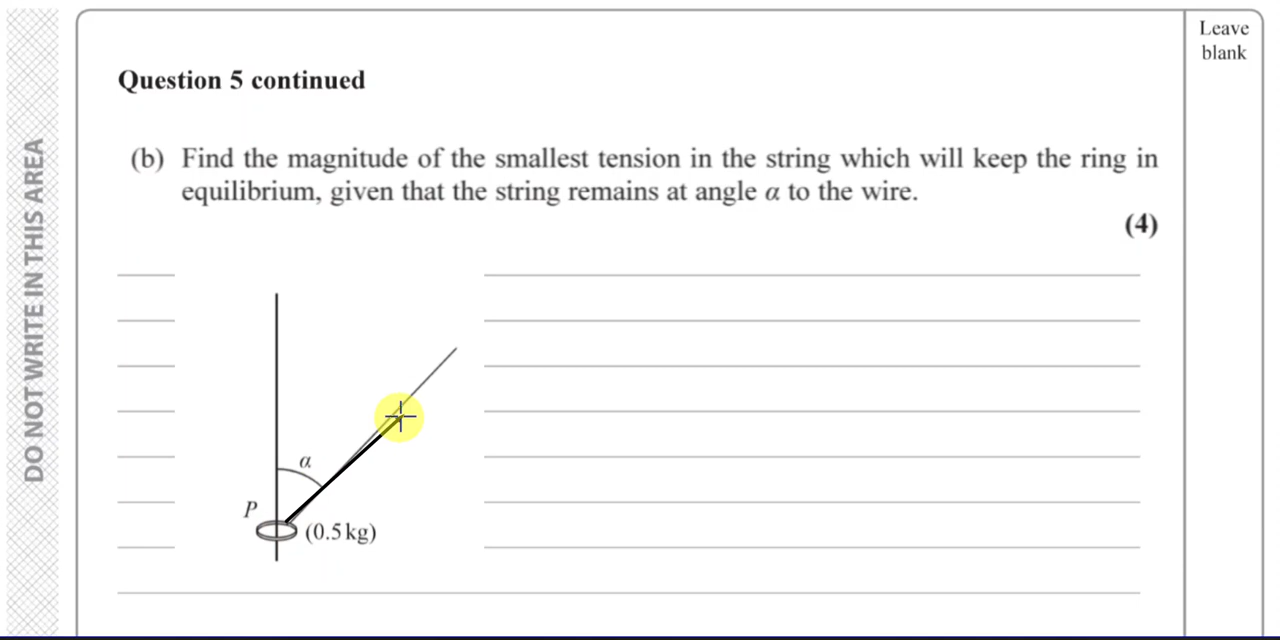 Leave
blank
Question 5 continued
(b) Find the magnitude of the smallest tension in the string which will keep the ring in
equilibrium, given that the string remains at angle α to the wire.
(4)
α
P
(0.5 kg)
DO NOT WRITE IN THIS AREA